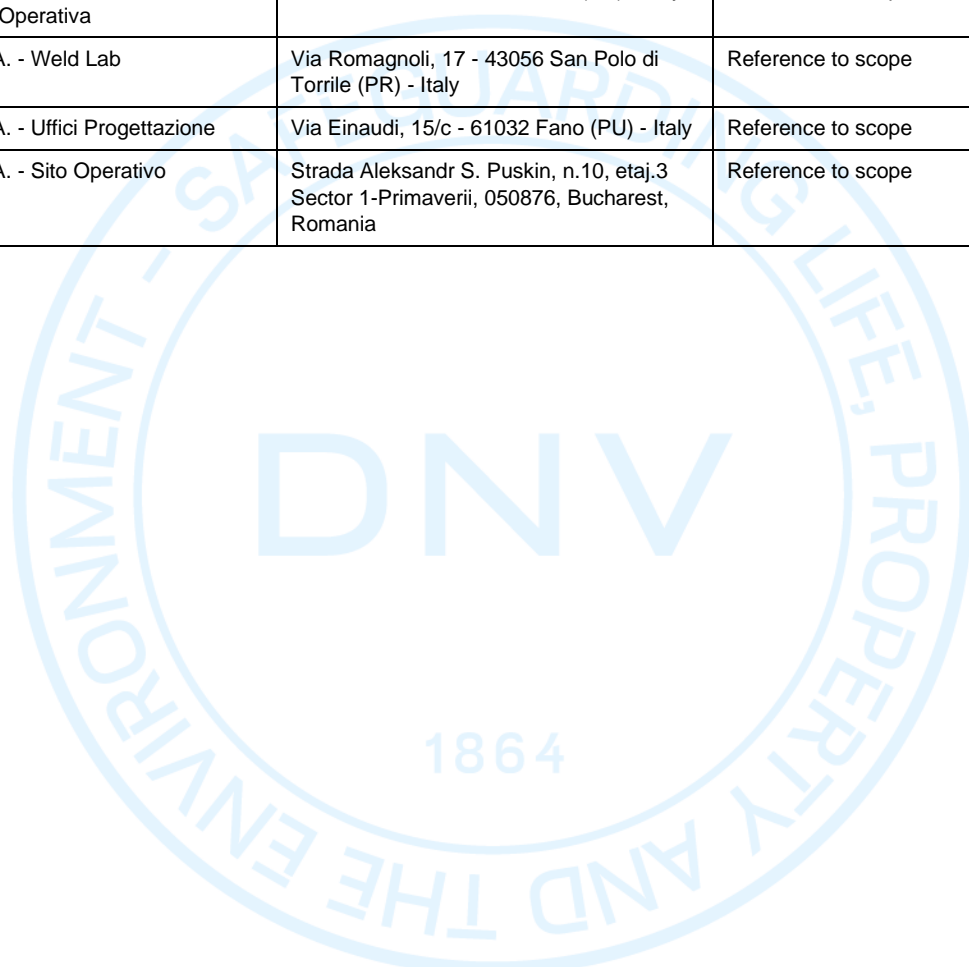 Operativa
A. - Weld Lab
Via Romagnoli, 17 - 43056 San Polo di
Torrile (PR) - Italy
Reference to scope
A. - Uffici Progettazione
Via Einaudi, 15/c - 61032 Fano (PU) - Italy
Reference to scope
A. - Sito Operativo
Strada Aleksandr S. Puskin, n.10, etaj.3
Sector 1-Primaverii, 050876, Bucharest,
Romania
Reference to scope
SAFEGUARDING LIFE, PROPERTY AND THE ENVIRONMENT -
DNV
1864